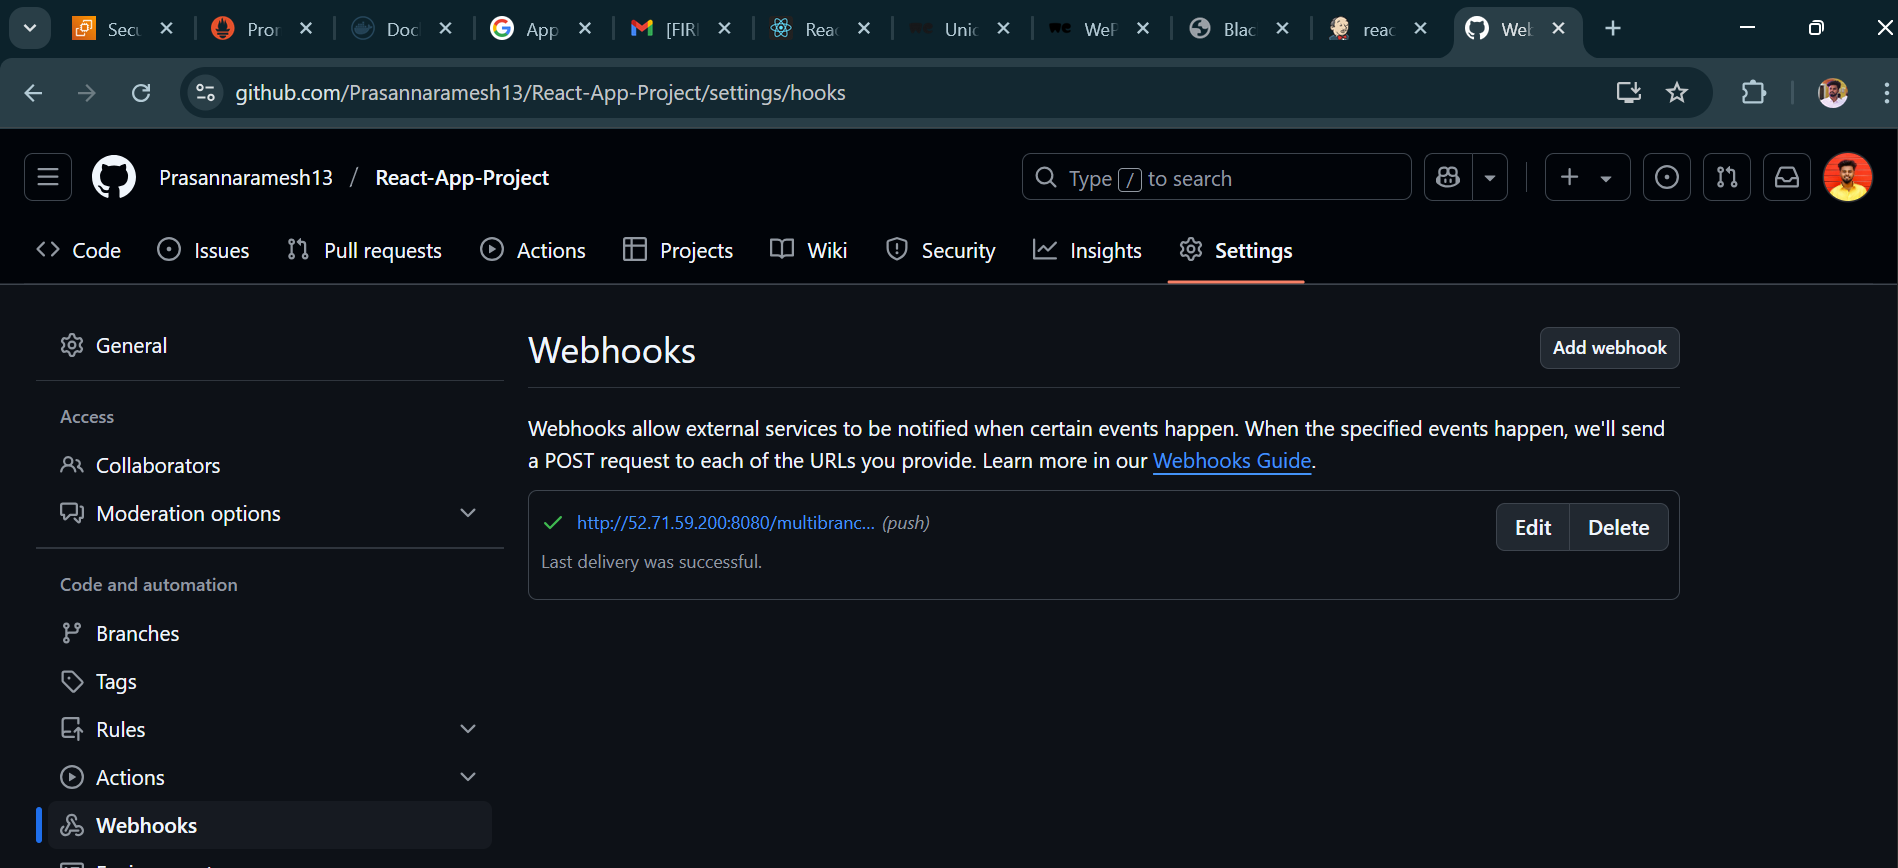 Secu
Pron
Doc
App
[FIR
Reac
Unic
WeP
Blac
reac
Web
github.com/Prasannaramesh13/React-App-Project/settings/hooks
Prasannaramesh13 / React-App-Project
Type / to search
Code
Issues
Pull requests
Actions
Projects
Wiki
Security
Insights
Settings
General
Access
Collaborators
Moderation options
Code and automation
Branches
Tags
Rules
Actions
Webhooks
Webhooks
Add webhook
Webhooks allow external services to be notified when certain events happen. When the specified events happen, we'll send
a POST request to each of the URLs you provide. Learn more in our Webhooks Guide.
http://52.71.59.200:8080/multibranc... (push)
Edit
Delete
Last delivery was successful.